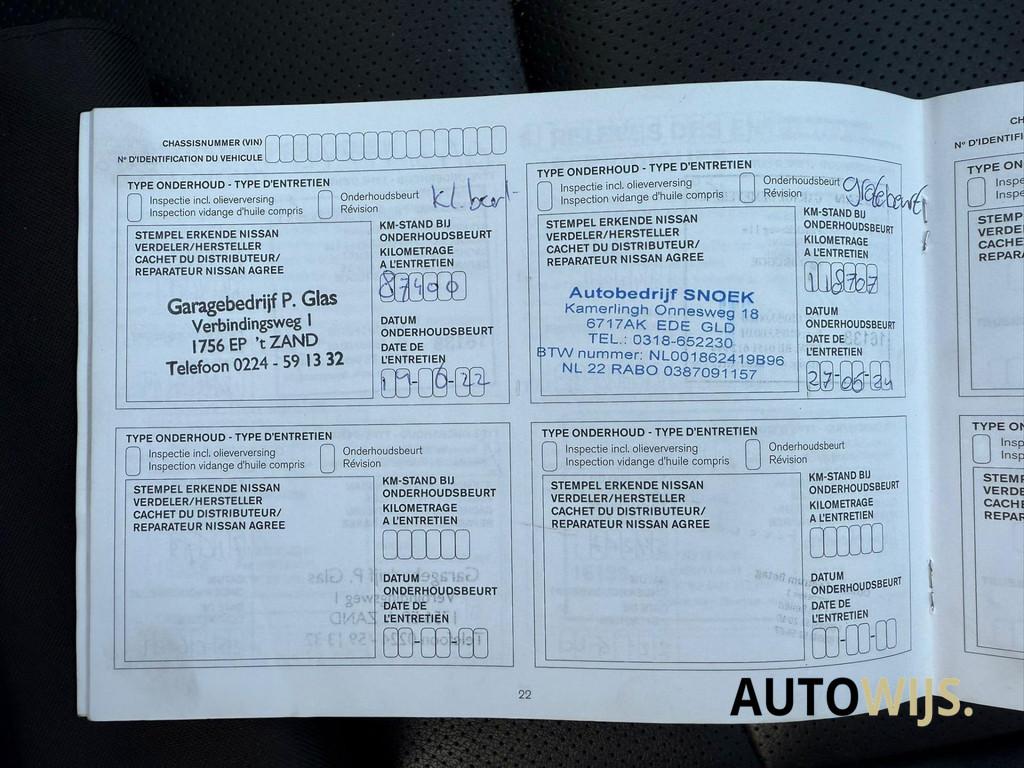 CHASSISNUMMER (VIN)
Nº D'IDENTIFICATION DU VEHICULE
TYPE ONDERHOUD - TYPE D'ENTRETIEN
Inspectie incl. olieverversing
Inspection vidange d'huile compris
Onderhoudsbeurt
Révision
kl. beurt
STEMPEL ERKENDE NISSAN
VERDELER/HERSTELLER
CACHET DU DISTRIBUTEUR/
REPARATEUR NISSAN AGREE
Garagebedrijf P. Glas
Verbindingsweg 1
1756 EP 't ZAND
Telefoon 0224 - 59 13 32
KM-STAND BIJ
ONDERHOUDSBEURT
KILOMETRAGE
A L'ENTRETIEN
87400
DATUM
ONDERHOUDSBEURT
DATE DE
L'ENTRETIEN
TYPE ONDERHOUD - TYPE D'ENTRETIEN
Inspectie incl. olieverversing
Inspection vidange d'huile compris
Onderhoudsbeurt
Révision
STEMPEL ERKENDE NISSAN
VERDELER/HERSTELLER
CACHET DU DISTRIBUTEUR/
REPARATEUR NISSAN AGREE
Autobedrijf SNOEK
Kamerlingh Onnesweg 18
6717AK EDE GLD
TEL.: 0318-652230
BTW nummer: NL001862419B96
NL 22 RABO 0387091157
KM-STAND BIJ
ONDERHOUDSBEURT
KILOMETRAGE
A L'ENTRETIEN
118707
DATUM
ONDERHOUDSBEURT
DATE DE
L'ENTRETIEN
27-05-24
TYPE ONDERHOUD - TYPE D'ENTRETIEN
Inspectie incl. olieverversing
Inspection vidange d'huile compris
Onderhoudsbeurt
Révision
STEMPEL ERKENDE NISSAN
VERDELER/HERSTELLER
CACHET DU DISTRIBUTEUR/
REPARATEUR NISSAN AGREE
KM-STAND BIJ
ONDERHOUDSBEURT
KILOMETRAGE
A L'ENTRETIEN
DATUM
ONDERHOUDSBEURT
DATE DE
L'ENTRETIEN
TYPE ONDERHOUD - TYPE D'ENTRETIEN
Inspectie incl. olieverversing
Inspection vidange d'huile compris
Onderhoudsbeurt
Révision
STEMPEL ERKENDE NISSAN
VERDELER/HERSTELLER
CACHET DU DISTRIBUTEUR/
REPARATEUR NISSAN AGREE
KM-STAND BIJ
ONDERHOUDSBEURT
KILOMETRAGE
A L'ENTRETIEN
DATUM
ONDERHOUDSBEURT
DATE DE
L'ENTRETIEN
22
AUTOWIJS.